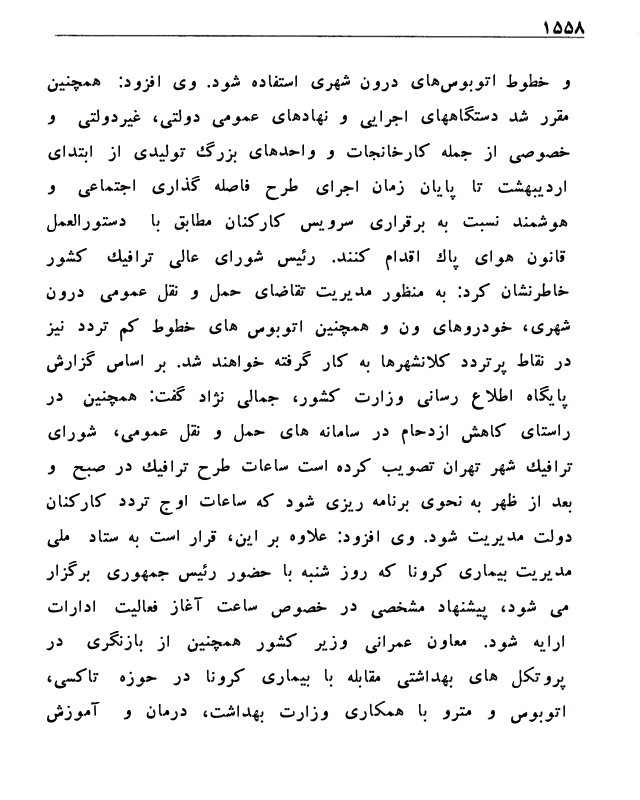 ۱۵۵۸
و خطوط اتوبوس‌های درون شهری استفاده شود. وی افزود: همچنین
مقرر شد دستگاههای اجرایی و نهادهای عمومی دولتی، غیردولتی و
خصوصی از جمله کارخانجات و واحدهای بزرگ تولیدی از ابتدای
اردیبهشت تا پایان زمان اجرای طرح فاصله گذاری اجتماعی و
هوشمند نسبت به برقراری سرویس کارکنان مطابق با دستورالعمل
قانون هوای پاك اقدام کنند. رئیس شورای عالی ترافیك کشور
خاطرنشان کرد: به منظور مدیریت تقاضای حمل و نقل عمومی درون
شهری، خودروهای ون و همچنین اتوبوس های خطوط کم تردد نیز
در نقاط پرتردد کلانشهرها به کار گرفته خواهند شد. بر اساس گزارش
پایگاه اطلاع رسانی وزارت کشور، جمالی نژاد گفت: همچنین در
راستای کاهش ازدحام در سامانه های حمل و نقل عمومی، شورای
ترافیك شهر تهران تصویب کرده است ساعات طرح ترافیك در صبح و
بعد از ظهر به نحوی برنامه ریزی شود که ساعات اوج تردد کارکنان
دولت مدیریت شود. وی افزود: علاوه بر این، قرار است به ستاد ملی
مدیریت بیماری کرونا که روز شنبه با حضور رئیس جمهوری برگزار
می شود، پیشنهاد مشخصی در خصوص ساعت آغاز فعالیت ادارات
ارایه شود. معاون عمرانی وزیر کشور همچنین از بازنگری در
پروتکل های بهداشتی مقابله با بیماری کرونا در حوزه تاکسی،
اتوبوس و مترو با همکاری وزارت بهداشت، درمان و آموزش